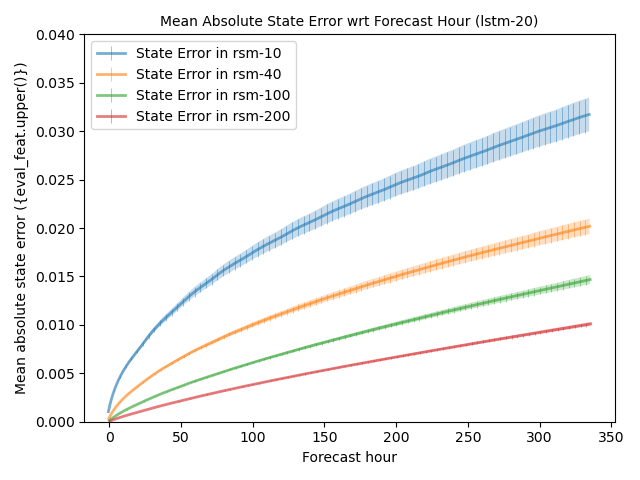 Mean Absolute State Error wrt Forecast Hour (lstm-20)
Mean absolute state error ({eval_feat.upper()})
0.040
0.035
0.030
0.025
0.020
0.015
0.010
0.005
0.000
State Error in rsm-10
State Error in rsm-40
State Error in rsm-100
State Error in rsm-200
0 50 100 150 200 250 300 350
Forecast hour